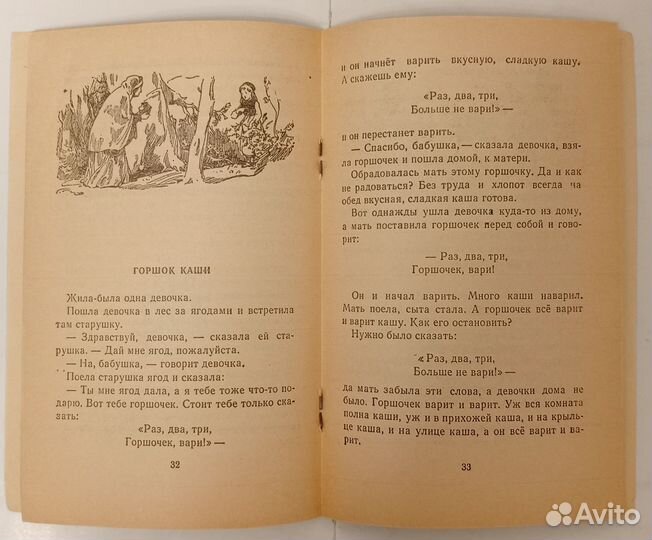 ГОРШОК КАШИ
Жила-была одна девочка.
Пошла девочка в лес за ягодами и встретила
там старушку.
— Здравствуй, девочка, — сказала ей ста-
рушка. — Дай мне ягод, пожалуйста.
— На, бабушка, — говорит девочка.
Поела старушка ягод и сказала:
— Ты мне ягод дала, а я тебе тоже что-то по-
дарю. Вот тебе горшочек. Стоит тебе только ска-
зать:
«Раз, два, три,
Горшочек, вари!» —
32
и он начнёт варить вкусную, сладкую кашу.
А скажешь ему:
«Раз, два, три,
Больше не вари!» —
и он перестанет варить.
— Спасибо, бабушка, — сказала девочка, взя-
ла горшочек и пошла домой, к матери.
Обрадовалась мать этому горшочку. Да и как
не радоваться? Без труда и хлопот всегда на
обед вкусная, сладкая каша готова.
Вот однажды ушла девочка куда-то из дому,
а мать поставила горшочек перед собой и гово-
рит:
— Раз, два, три,
Горшочек, вари!
Он и начал варить. Много каши наварил.
Мать поела, сыта стала. А горшочек всё варит
и варит кашу. Как его остановить?
Нужно было сказать:
«Раз, два, три,
Больше не вари!» —
да мать забыла эти слова, а девочки дома не
было. Горшочек варит и варит. Уж вся комната
полна каши, уж и в прихожей каша, и на крыль-
це каша, и на улице каша, а он всё варит и ва-
рит.
33
Avito